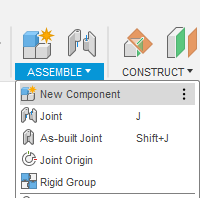 ASSEMBLE CONSTRUCT
New Component
Joint J
As-built Joint Shift+J
Joint Origin
Rigid Group